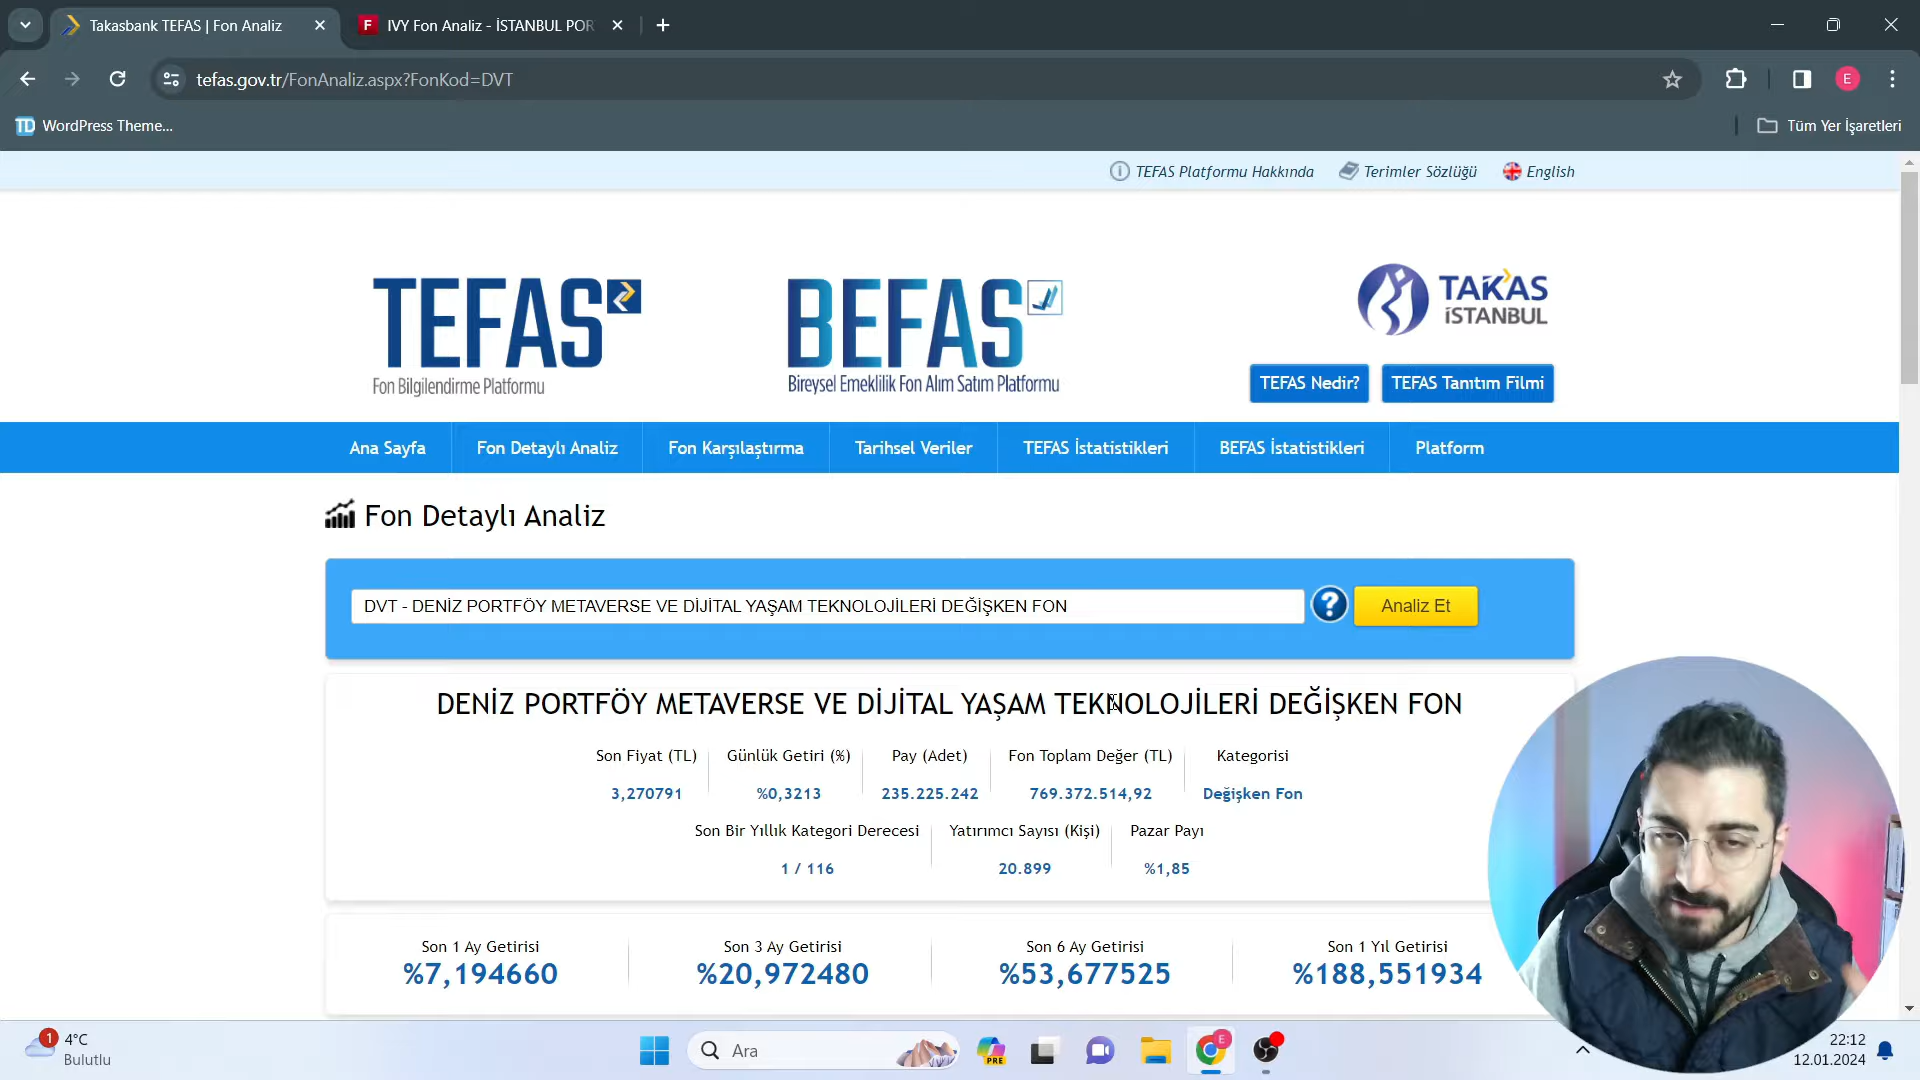 Takasbank TEFAS | Fon Analiz
IVY Fon Analiz - İSTANBUL POR
tefas.gov.tr/FonAnaliz.aspx?FonKod=DVT
E
TD WordPress Theme...
Tüm Yer İşaretleri
TEFAS Platformu Hakkında
Terimler Sözlüğü
English
TEFAS
Fon Bilgilendirme Platformu
BEFAS
Bireysel Emeklilik Fon Alım Satım Platformu
TAKAS
İSTANBUL
TEFAS Nedir?
TEFAS Tanıtım Filmi
Ana Sayfa
Fon Detaylı Analiz
Fon Karşılaştırma
Tarihsel Veriler
TEFAS İstatistikleri
BEFAS İstatistikleri
Platform
Fon Detaylı Analiz
DVT - DENİZ PORTFÖY METAVERSE VE DİJİTAL YAŞAM TEKNOLOJİLERİ DEĞİŞKEN FON
?
Analiz Et
DENİZ PORTFÖY METAVERSE VE DİJİTAL YAŞAM TEKNOLOJİLERİ DEĞİŞKEN FON
Son Fiyat (TL)
Günlük Getiri (%)
Pay (Adet)
Fon Toplam Değer (TL)
Kategorisi
3,270791
%0,3213
235.225.242
769.372.514,92
Değişken Fon
Son Bir Yıllık Kategori Derecesi
Yatırımcı Sayısı (Kişi)
Pazar Payı
1 / 116
20.899
%1,85
Son 1 Ay Getirisi
Son 3 Ay Getirisi
Son 6 Ay Getirisi
Son 1 Yıl Getirisi
%7,194660
%20,972480
%53,677525
%188,551934
1
4°C
Bulutlu
Ara
PRE
E
22:12
12.01.2024